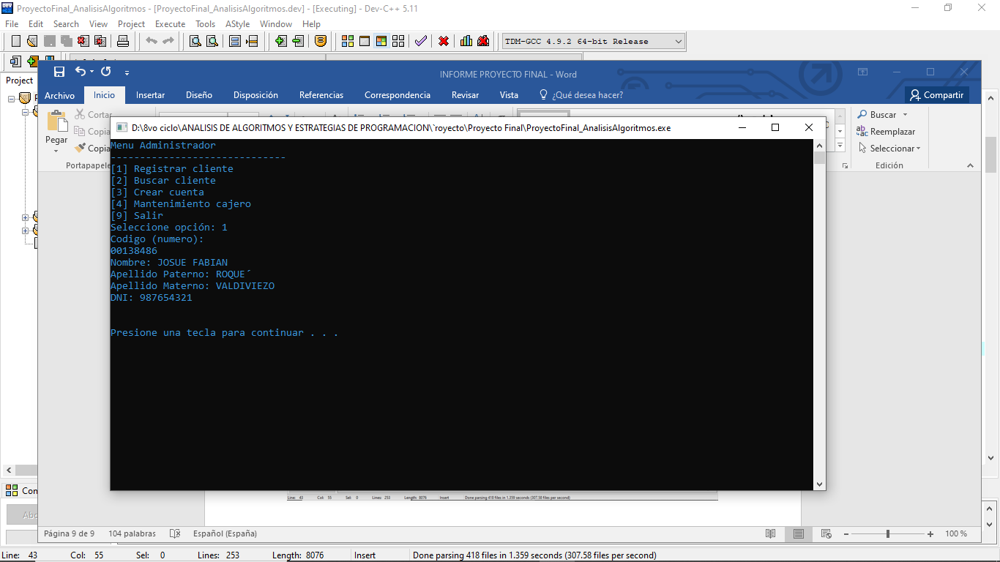 ProyectoFinal_AnalisisAlgoritmos - [ProyectoFinal_AnalisisAlgoritmos.dev] - [Executing] - Dev-C++ 5.11
File Edit Search View Project Execute Tools AStyle Window Help
TDM-GCC 4.9.2 64-bit Release
Project
INFORME PROYECTO FINAL - Word
Archivo Inicio Insertar Diseño Disposición Referencias Correspondencia Revisar Vista ¿Qué desea hacer? Compartir
Pegar
Cortar
Copia
Copia
Portapapele
Buscar
Reemplazar
Seleccionar
Edición
D:\8vo ciclo\ANALISIS DE ALGORITMOS Y ESTRATEGIAS DE PROGRAMACION\`royecto\Proyecto Final\ProyectoFinal_AnalisisAlgoritmos.exe
Menu Administrador
------------------------------
[1] Registrar cliente
[2] Buscar cliente
[3] Crear cuenta
[4] Mantenimiento cajero
[9] Salir
Seleccione opción: 1
Codigo (numero):
00138486
Nombre: JOSUE FABIAN
Apellido Paterno: ROQUE´
Apellido Materno: VALDIVIEZO
DNI: 987654321
Presione una tecla para continuar . . .
Con
Abo
Line: 43 Col: 55 Sel: 0 Lines: 253 Length: 8076 Insert Done parsing 418 files in 1.359 seconds (307.58 files per second)
Página 9 de 9 104 palabras Español (España) 100 %
Line: 43 Col: 55 Sel: 0 Lines: 253 Length: 8076 Insert Done parsing 418 files in 1.359 seconds (307.58 files per second)